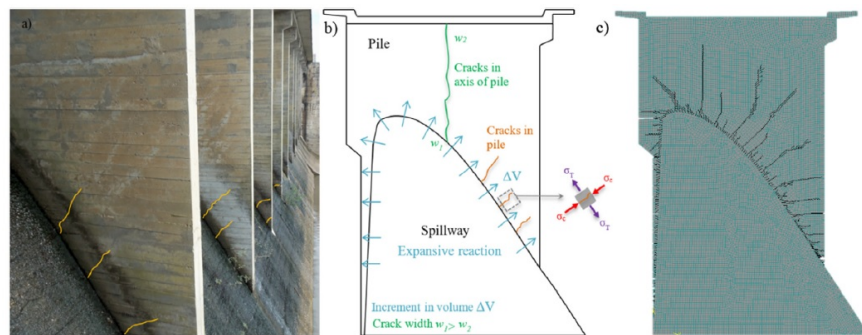 a)
b)
Pile
w2
Cracks in
axis of pile
w1
Cracks in
pile
ΔV
σr
σT
σr
σT
Spillway
Expansive reaction
Increment in volume ΔV
Crack width w1> w2
c)